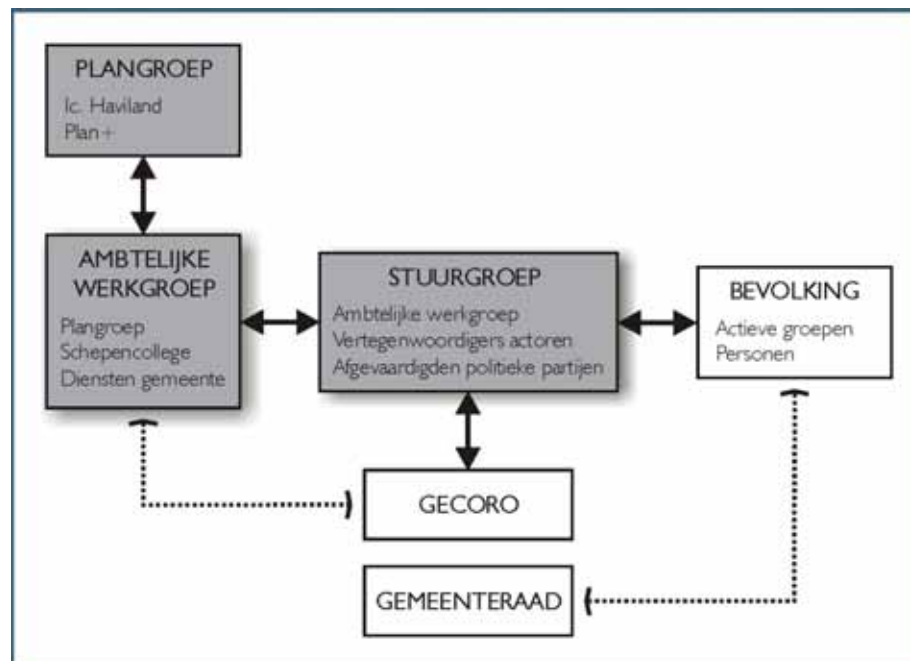 PLANGROEP
Ic. Haviland
Plan+
AMBTELIJKE
WERKGROEP
Plangroep
Schepencollege
Diensten gemeente
STUURGROEP
Ambtelijke werkgroep
Vertegenwoordigers actoren
Afgevaardigden politieke partijen
BEVOLKING
Actieve groepen
Personen
GECORO
GEMEENTERAAD